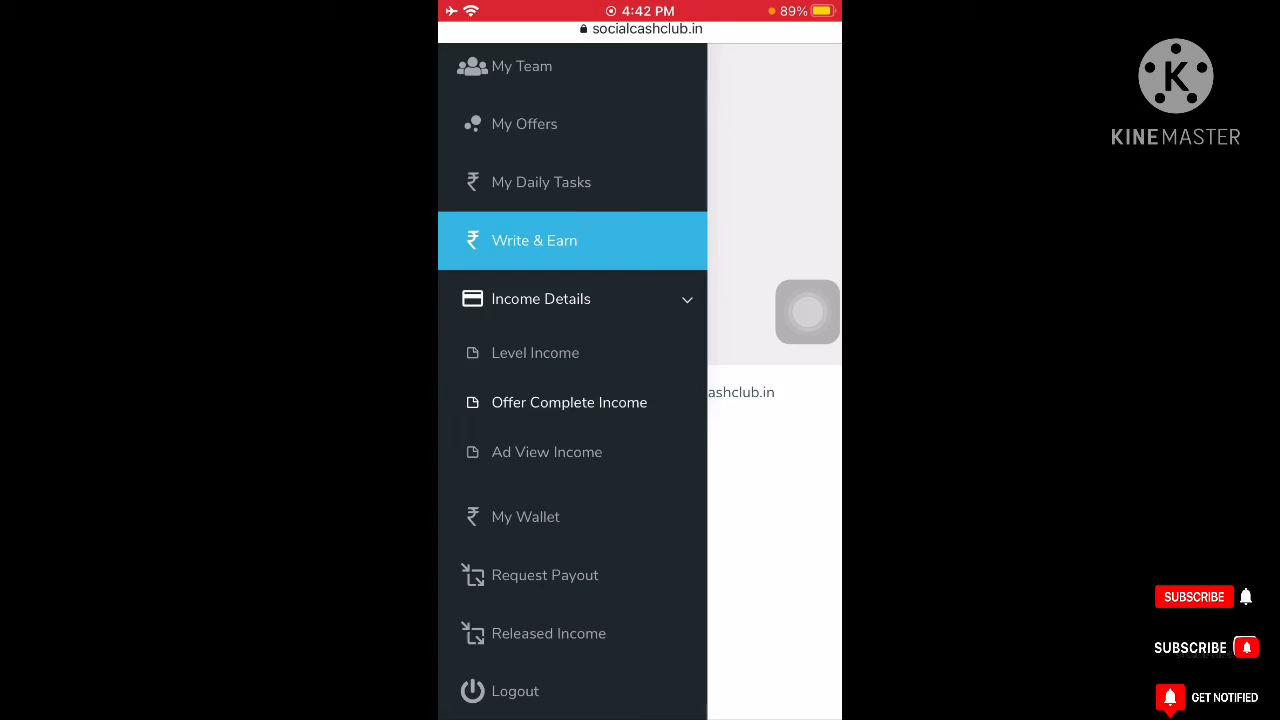 4:42 PM
89%
socialcashclub.in
My Team
My Offers
My Daily Tasks
Write & Earn
Income Details
Level Income
Offer Complete Income
ashclub.in
Ad View Income
My Wallet
Request Payout
Released Income
Logout
K
KINEMASTER
SUBSCRIBE
SUBSCRIBE
GET NOTIFIED